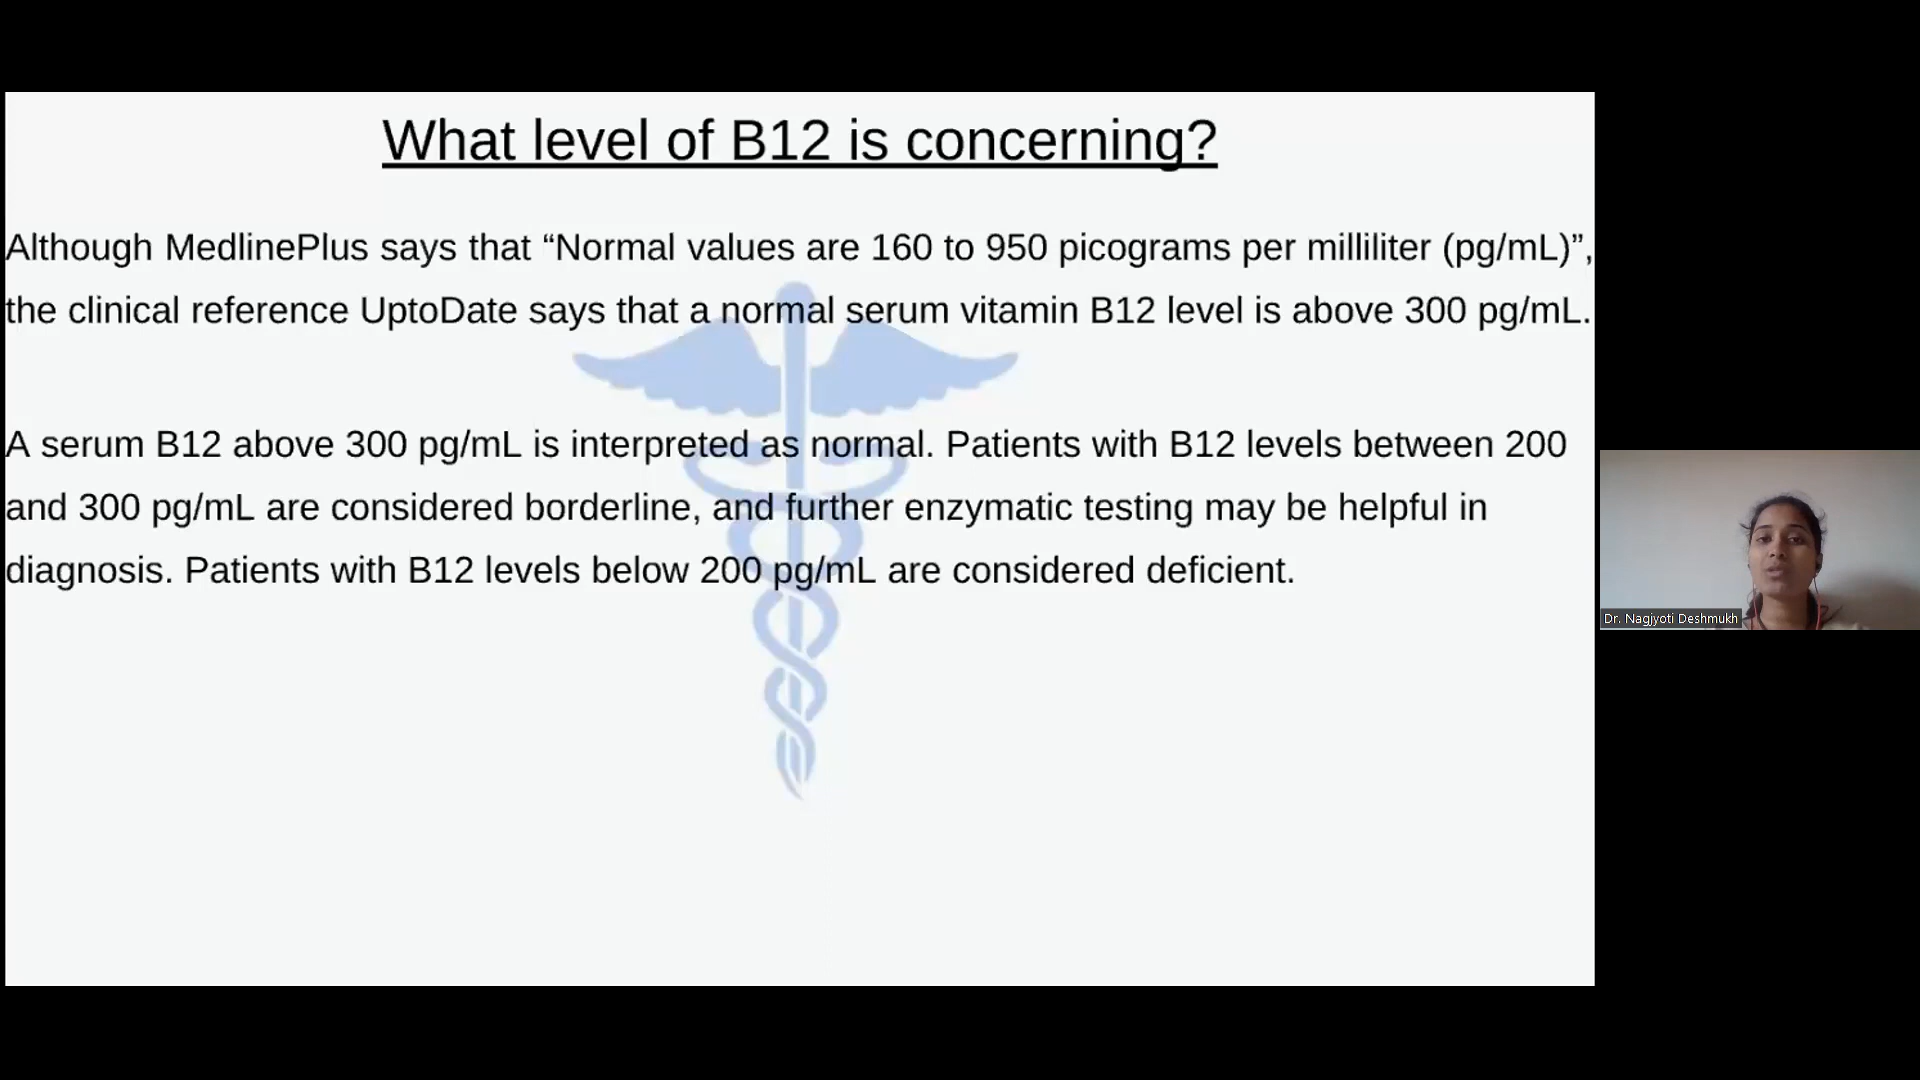 What level of B12 is concerning?
Although MedlinePlus says that “Normal values are 160 to 950 picograms per milliliter (pg/mL)”,
the clinical reference UptoDate says that a normal serum vitamin B12 level is above 300 pg/mL.
A serum B12 above 300 pg/mL is interpreted as normal. Patients with B12 levels between 200
and 300 pg/mL are considered borderline, and further enzymatic testing may be helpful in
diagnosis. Patients with B12 levels below 200 pg/mL are considered deficient.
Dr. Nagjyoti Deshmukh